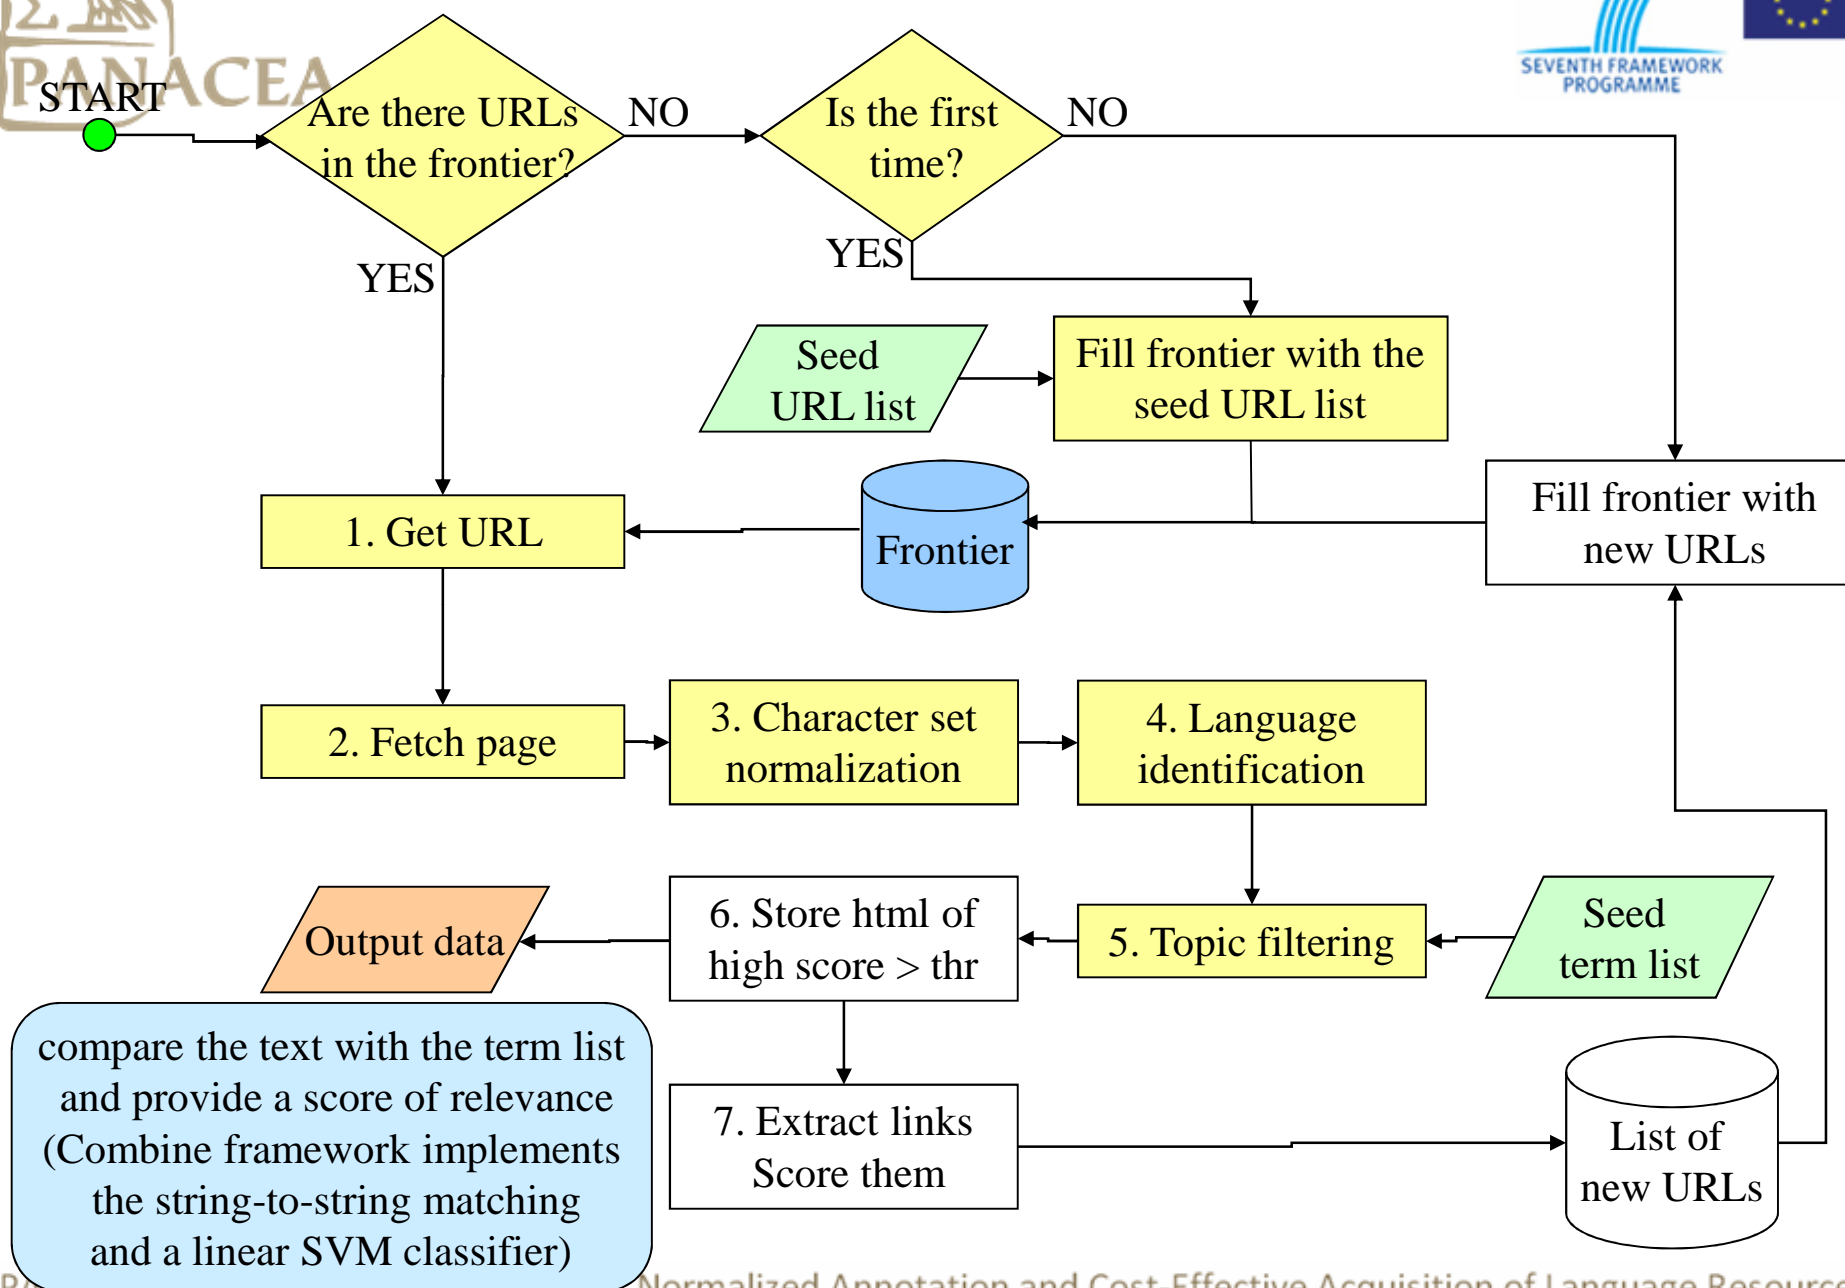 PANACEA
SEVENTH FRAMEWORK
PROGRAMME
START
Are there URLs
in the frontier?
NO
Is the first
time?
NO
YES
YES
Seed
URL list
Fill frontier with the
seed URL list
Fill frontier with
new URLs
1. Get URL
Frontier
2. Fetch page
3. Character set
normalization
4. Language
identification
Output data
6. Store html of
high score > thr
5. Topic filtering
Seed
term list
compare the text with the term list
and provide a score of relevance
(Combine framework implements
the string-to-string matching
and a linear SVM classifier)
7. Extract links
Score them
List of
new URLs
Normalized Annotation and Cost-Effective Acquisition of Language